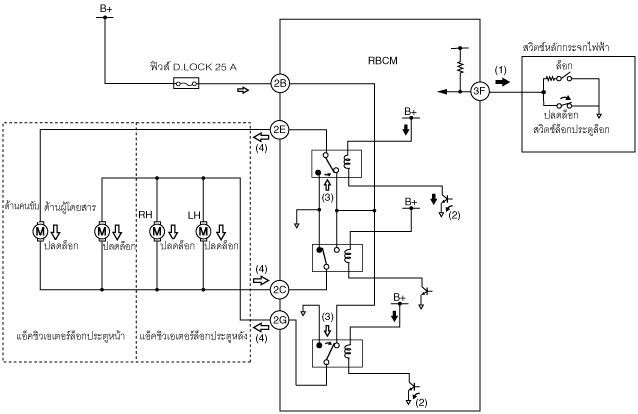 B+
ฟิวส์ D.LOCK 25 A
RBCM
2B
3F
(1)
สวิตช์หลักกระจกไฟฟ้า
ล็อก
ปลดล็อก
สวิตช์ล็อกประตูล็อก
2E
(4)
B+
(3)
(2)
ด้านคนขับ
ด้านผู้โดยสาร
RH
LH
M
ปลดล็อก
M
ปลดล็อก
M
ปลดล็อก
M
ปลดล็อก
B+
(4)
2C
2G
(4)
(3)
B+
(2)
แอ็คชิวเอเตอร์ล็อกประตูหน้า
แอ็คชิวเอเตอร์ล็อกประตูหลัง